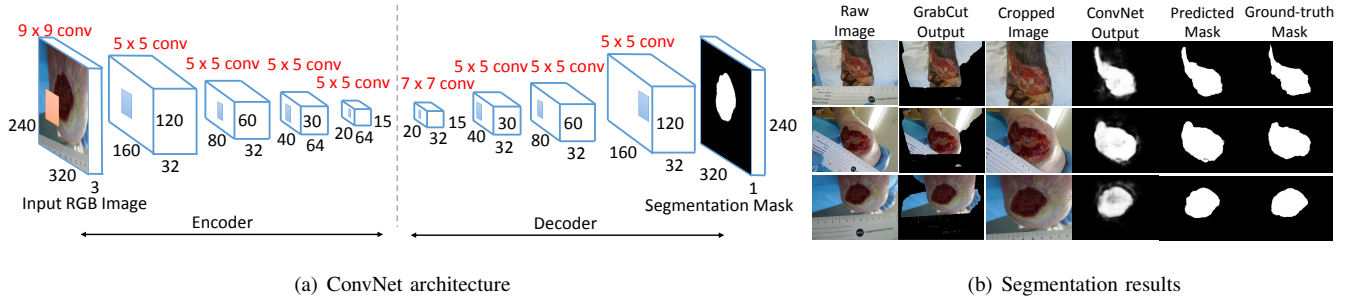 9 x 9 conv
5 x 5 conv
5 x 5 conv
5 x 5 conv
5 x 5 conv
7 x 7 conv
5 x 5 conv
5 x 5 conv
5 x 5 conv
240
320
3
160
120
32
80
60
32
40
30
64
20
15
64
20
15
32
40
30
32
80
60
32
160
120
32
320
240
1
Input RGB Image
Segmentation Mask
Encoder
Decoder
(a) ConvNet architecture
Raw Image
GrabCut Output
Cropped Image
ConvNet Output
Predicted Mask
Ground-truth Mask
(b) Segmentation results